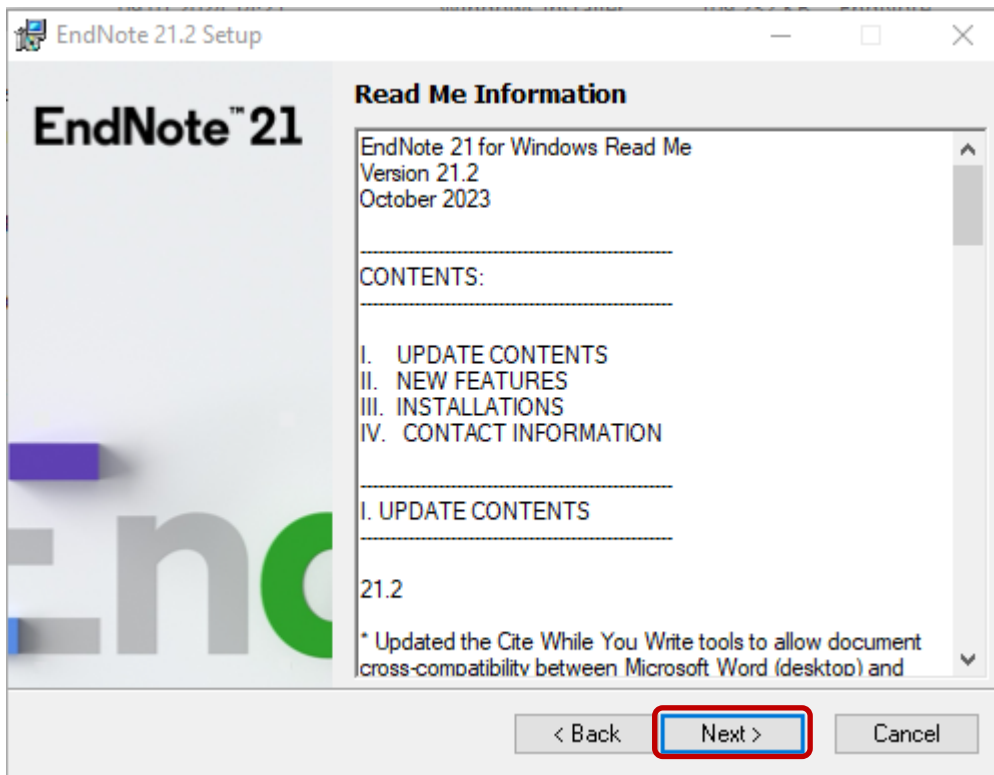 EndNote 21.2 Setup
EndNote™21
Read Me Information
EndNote 21 for Windows Read Me
Version 21.2
October 2023
CONTENTS:
I. UPDATE CONTENTS
II. NEW FEATURES
III. INSTALLATIONS
IV. CONTACT INFORMATION
I. UPDATE CONTENTS
21.2
* Updated the Cite While You Write tools to allow document
cross-compatibility between Microsoft Word (desktop) and
< Back
Next >
Cancel